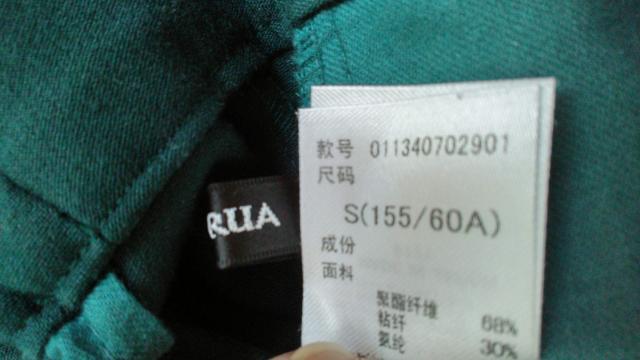 款号 011340702901
尺码
S(155/60A)
成份
面料
聚酯纤维 68%
粘纤 30%
氨纶
RUA